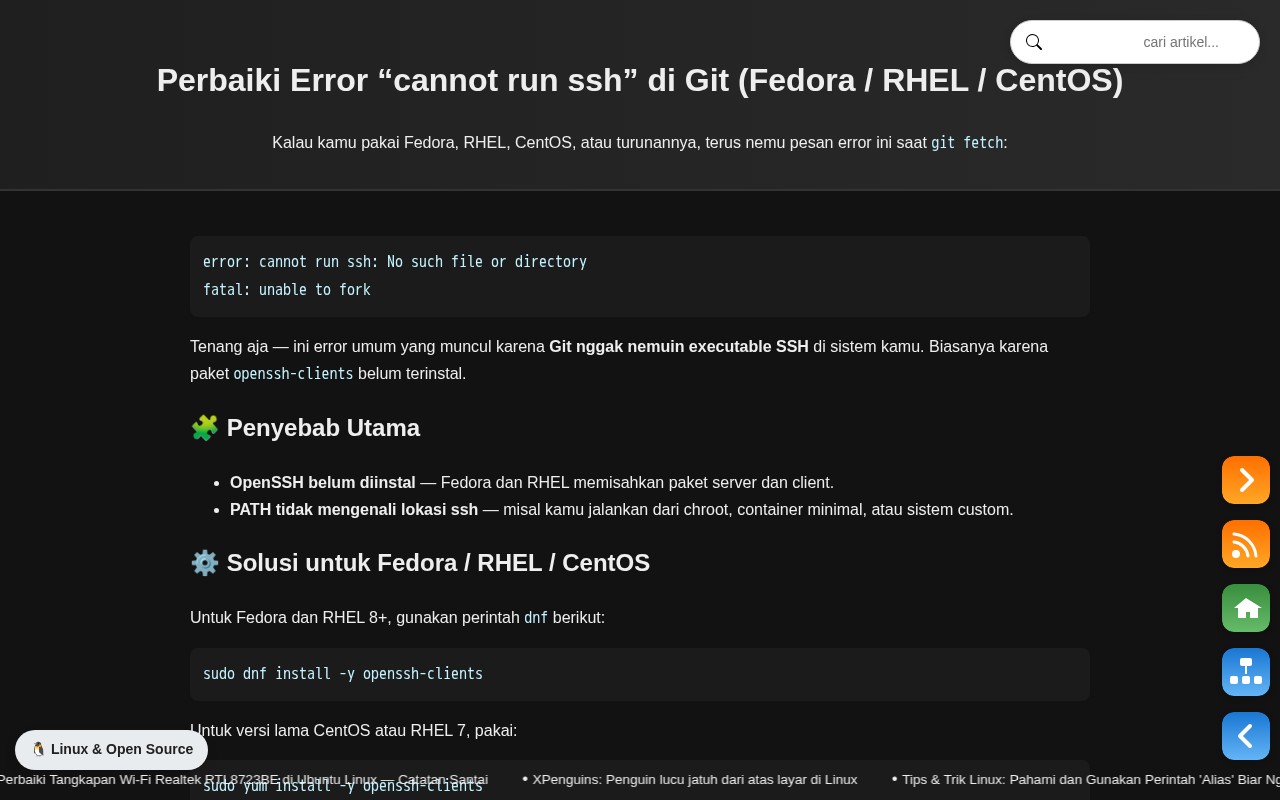 cari artikel...
Perbaiki Error “cannot run ssh” di Git (Fedora / RHEL / CentOS)
Kalau kamu pakai Fedora, RHEL, CentOS, atau turunannya, terus nemu pesan error ini saat git fetch:
error: cannot run ssh: No such file or directory
fatal: unable to fork
Tenang aja — ini error umum yang muncul karena Git nggak nemuin executable SSH di sistem kamu. Biasanya karena
paket openssh-clients belum terinstal.
🧩 Penyebab Utama
• OpenSSH belum diinstal — Fedora dan RHEL memisahkan paket server dan client.
• PATH tidak mengenali lokasi ssh — misal kamu jalankan dari chroot, container minimal, atau sistem custom.
⚙️ Solusi untuk Fedora / RHEL / CentOS
Untuk Fedora dan RHEL 8+, gunakan perintah dnf berikut:
sudo dnf install -y openssh-clients
Untuk versi lama CentOS atau RHEL 7, pakai:
🐧 Linux & Open Source
sudo yum install -y openssh-clients
Perbaiki Tangkapan Wi-Fi Realtek RTL8723BE di Ubuntu Linux — Catatan Santai • XPenguins: Penguin lucu jatuh dari atas layar di Linux • Tips & Trik Linux: Pahami dan Gunakan Perintah 'Alias' Biar